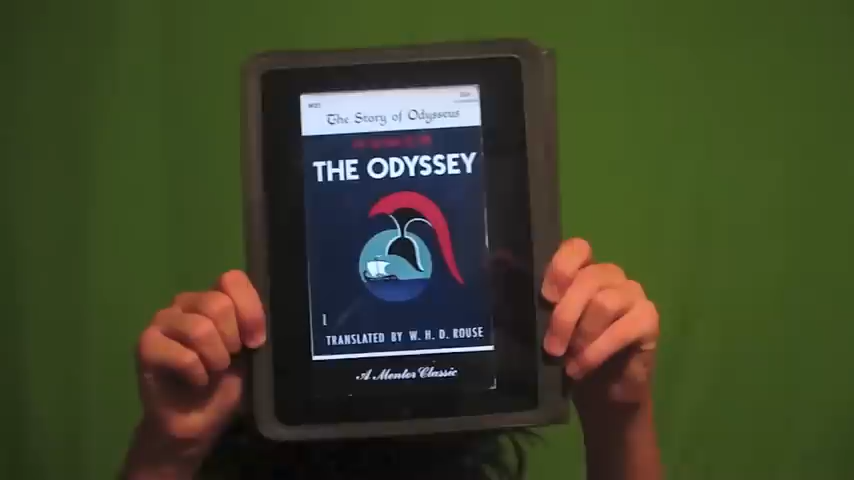 The Story of Odysseus
THE ODYSSEY
TRANSLATED BY W. H. D. ROUSE
A Mentor Classic